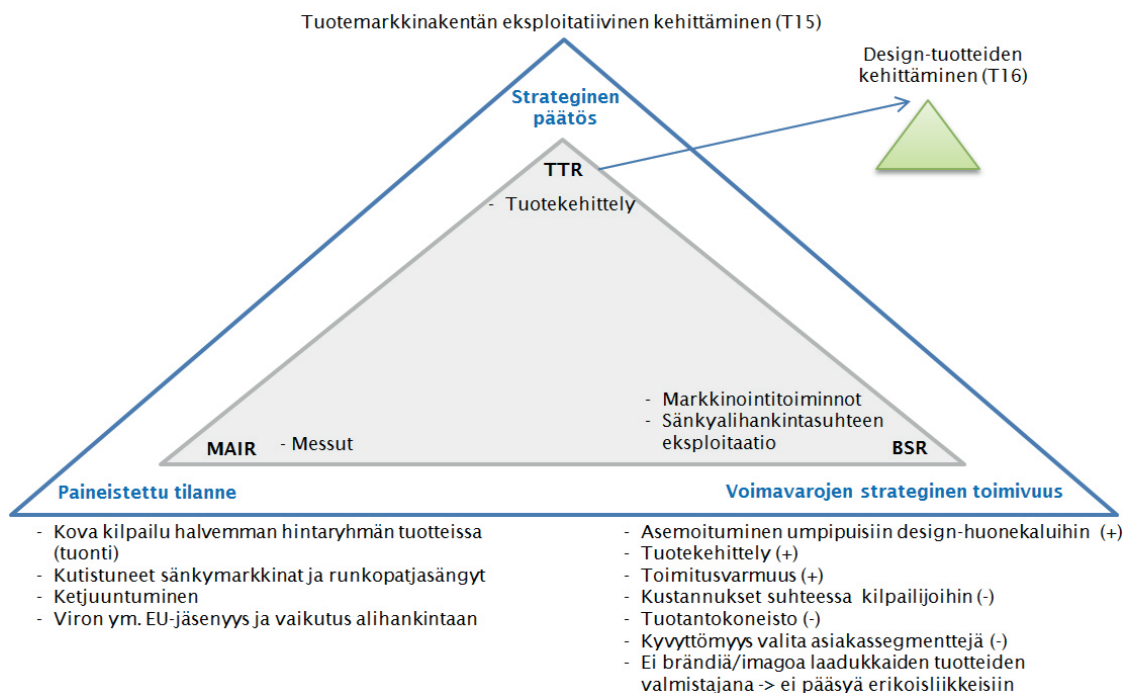 Tuotemarkkinakentän eksploitatiivinen kehittäminen (T15)
Design-tuotteiden
kehittäminen (T16)
Strateginen
päätös
TTR
- Tuotekehittely
- Markkinointitoiminnot
- Sänkyalihankintasuhteen
eksploitaatio
MAIR
- Messut
BSR
Paineistettu tilanne
Voimavarojen strateginen toimivuus
- Kova kilpailu halvemman hintaryhmän tuotteissa
(tuonti)
- Kutistuneet sänkymarkkinat ja runkopatjasängyt
- Ketjuuntuminen
- Viron ym. EU-jäsenyys ja vaikutus alihankintaan
- Asemoituminen umpipuisiin design-huonekaluihin (+)
- Tuotekehittely (+)
- Toimitusvarmuus (+)
- Kustannukset suhteessa kilpailijoihin (-)
- Tuotantokoneisto (-)
- Kyvyttömyys valita asiakassegmenttejä (-)
- Ei brändiä/imagoa laadukkaiden tuotteiden
valmistajana -> ei pääsyä erikoisliikkeisiin